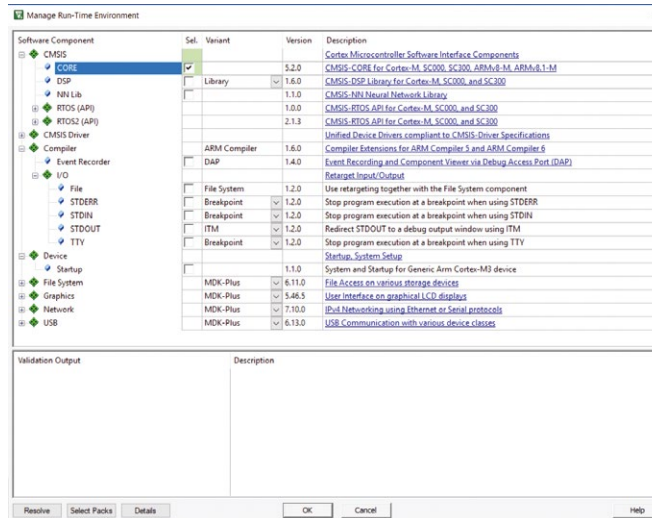 Manage Run-Time Environment
Software Component Sel. Variant Version Description
CMSIS Cortex Microcontroller Software Interface Components
CORE 5.2.0 CMSIS-CORE for Cortex-M, SC000, SC300, ARMv8-M, ARMv8.1-M
DSP Library 1.6.0 CMSIS-DSP Library for Cortex-M, SC000, and SC300
NN Lib 1.1.0 CMSIS-NN Neural Network Library
RTOS (API) 1.0.0 CMSIS-RTOS API for Cortex-M, SC000, and SC300
RTOS2 (API) 2.1.3 CMSIS-RTOS API for Cortex-M, SC000, and SC300
CMSIS Driver Unified Device Drivers compliant to CMSIS-Driver Specifications
Compiler ARM Compiler 1.6.0 Compiler Extensions for ARM Compiler 5 and ARM Compiler 6
Event Recorder DAP 1.4.0 Event Recording and Component Viewer via Debug Access Port (DAP)
I/O Retarget Input/Output
File File System 1.2.0 Use retargeting together with the File System component
STDERR Breakpoint 1.2.0 Stop program execution at a breakpoint when using STDERR
STDIN Breakpoint 1.2.0 Stop program execution at a breakpoint when using STDIN
STDOUT ITM 1.2.0 Redirect STDOUT to a debug output window using ITM
TTY Breakpoint 1.2.0 Stop program execution at a breakpoint when using TTY
Device Startup, System Setup
Startup 1.1.0 System and Startup for Generic Arm Cortex-M3 device
File System MDK-Plus 6.11.0 File Access on various storage devices
Graphics MDK-Plus 5.46.5 User Interface on graphical LCD displays
Network MDK-Plus 7.10.0 IPv4 Networking using Ethernet or Serial protocols
USB MDK-Plus 6.13.0 USB Communication with various device classes
Validation Output Description
Resolve Select Packs Details OK Cancel Help